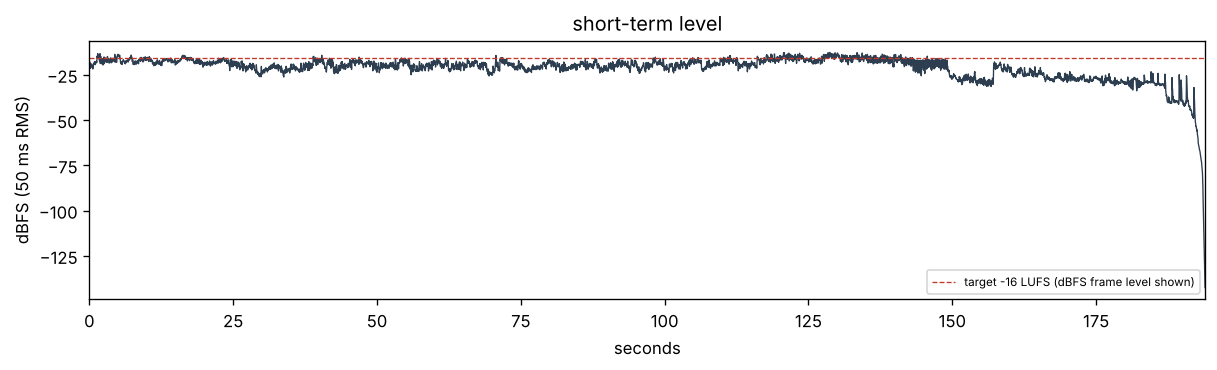 short-term level
dBFS (50 ms RMS)
−25
−50
−75
−100
−125
target -16 LUFS (dBFS frame level shown)
0 25 50 75 100 125 150 175
seconds